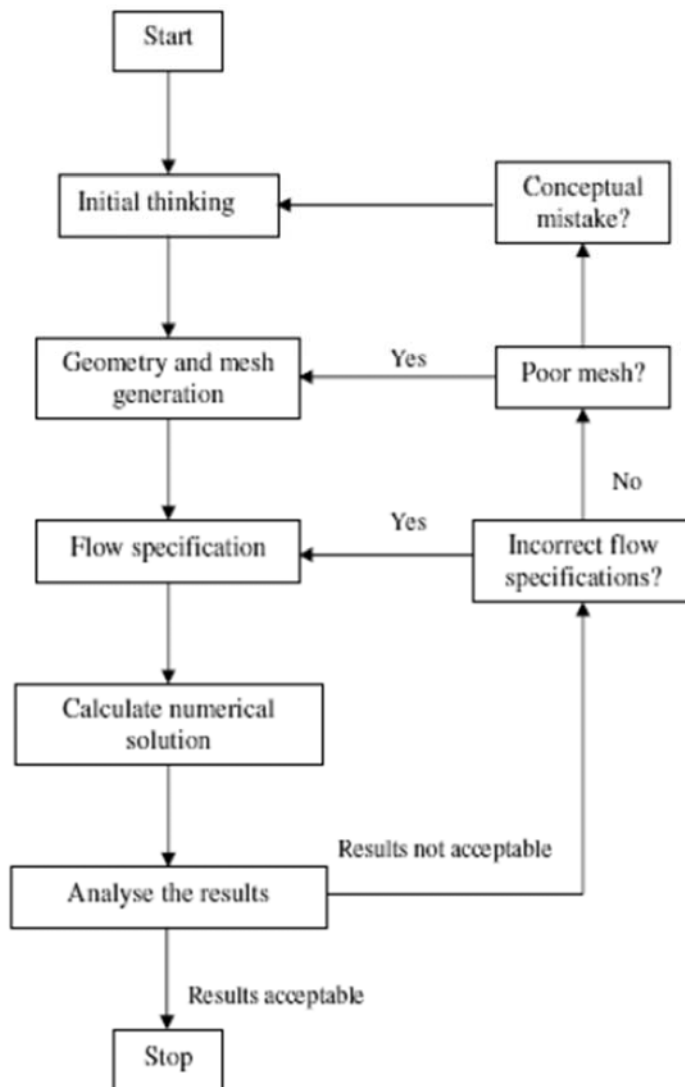 Start
Initial thinking
Conceptual
mistake?
Geometry and mesh
generation
Yes
Poor mesh?
No
Flow specification
Yes
Incorrect flow
specifications?
Calculate numerical
solution
Results not acceptable
Analyse the results
Results acceptable
Stop